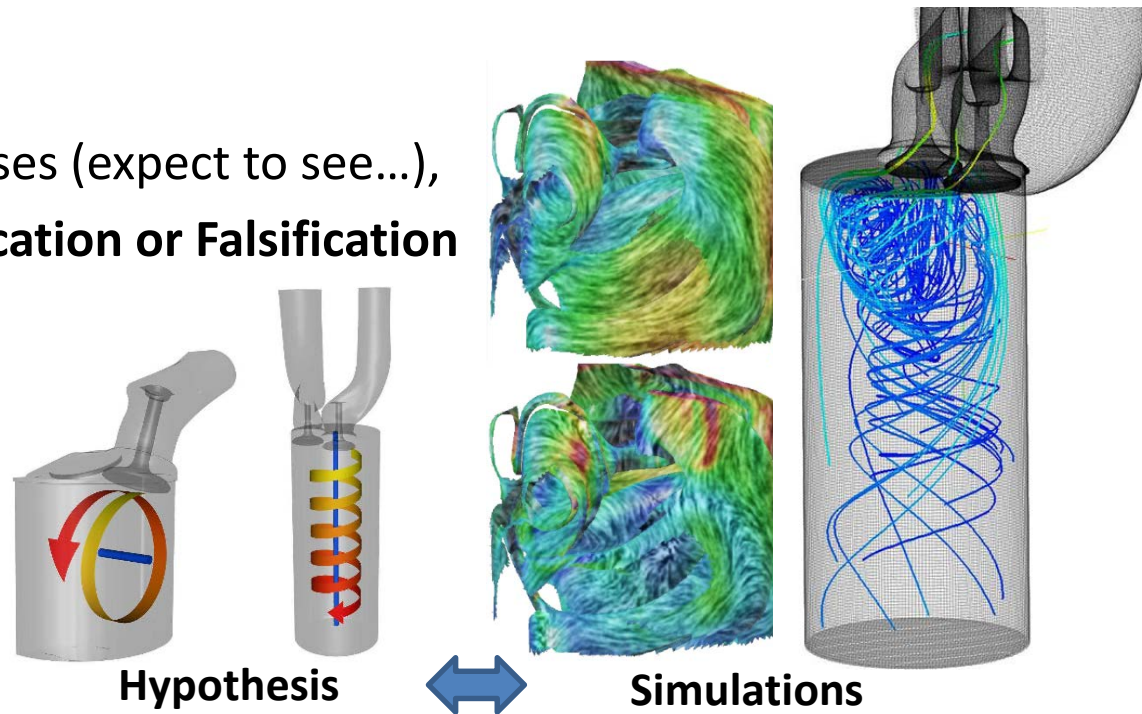 ses (expect to see…),
cation or Falsification
Hypothesis
Simulations